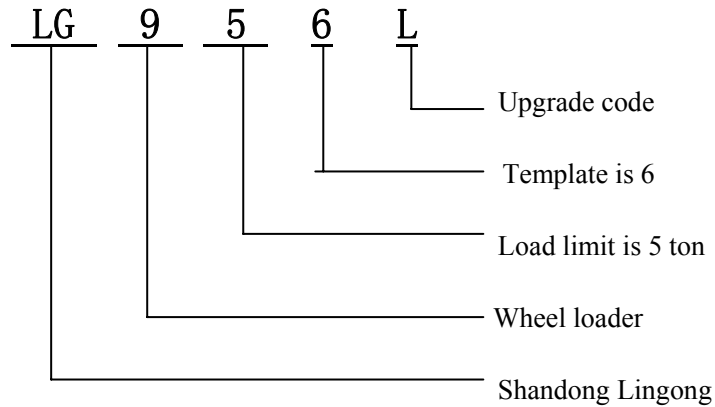 LG 9 5 6 L
Upgrade code
Template is 6
Load limit is 5 ton
Wheel loader
Shandong Lingong